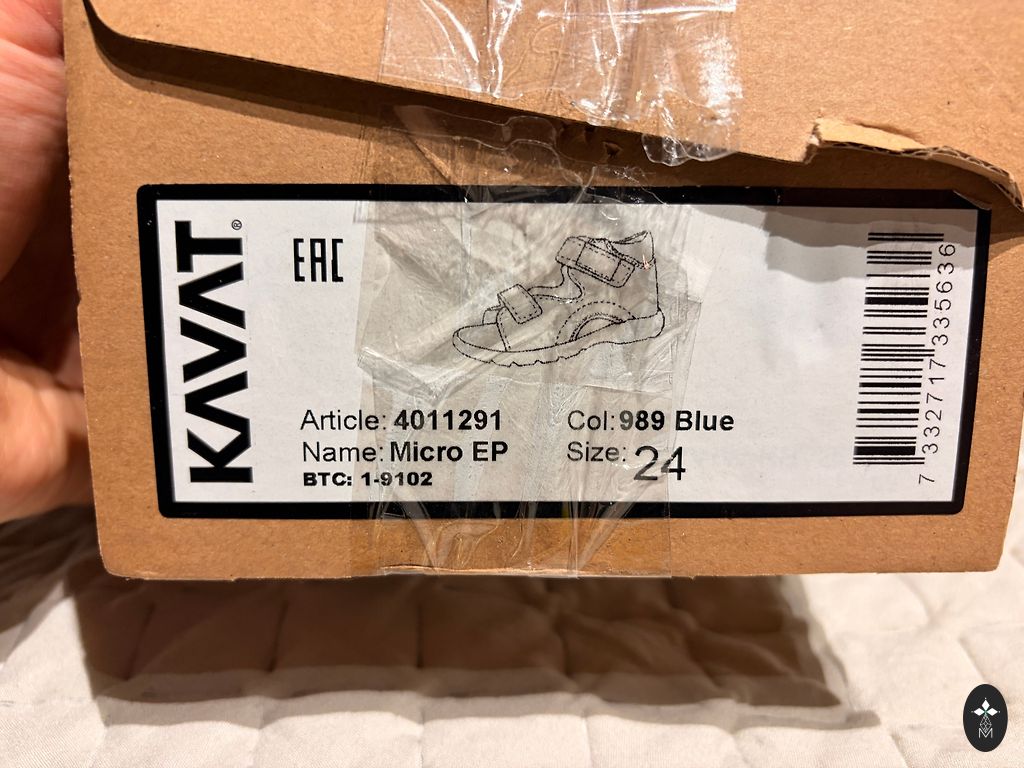 KAVAT®
EAC
Article: 4011291
Name: Micro EP
BTC: 1-9102
Col: 989 Blue
Size: 24
7 332717 335636
M